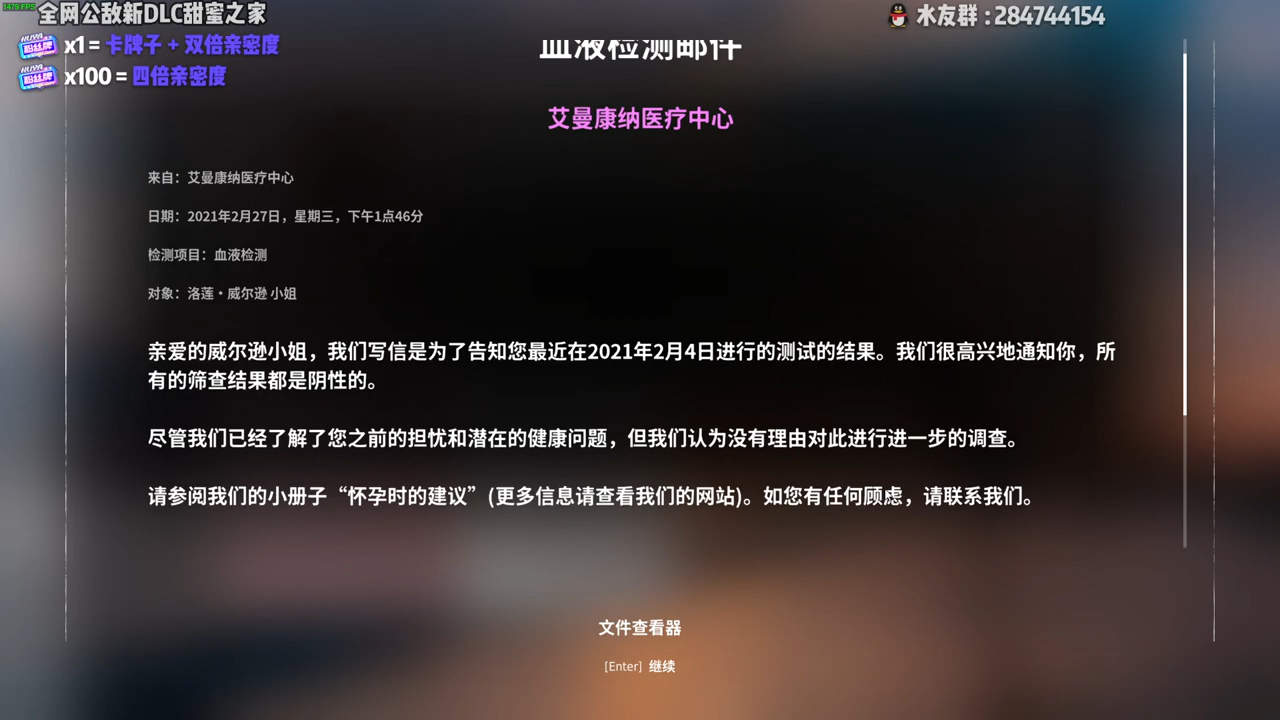 1479 FPS
全网公敌新DLC甜蜜之家
水友群 : 284744154
HUYA 粉丝牌 x1 = 卡牌子 + 双倍亲密度
HUYA 粉丝牌 x100 = 四倍亲密度
血液检测邮件
艾曼康纳医疗中心
来自：艾曼康纳医疗中心
日期：2021年2月27日，星期三，下午1点46分
检测项目：血液检测
对象：洛莲·威尔逊 小姐
亲爱的威尔逊小姐，我们写信是为了告知您最近在2021年2月4日进行的测试的结果。我们很高兴地通知你，所
有的筛查结果都是阴性的。
尽管我们已经了解了您之前的担忧和潜在的健康问题，但我们认为没有理由对此进行进一步的调查。
请参阅我们的小册子“怀孕时的建议”(更多信息请查看我们的网站)。如您有任何顾虑，请联系我们。
文件查看器
[Enter] 继续